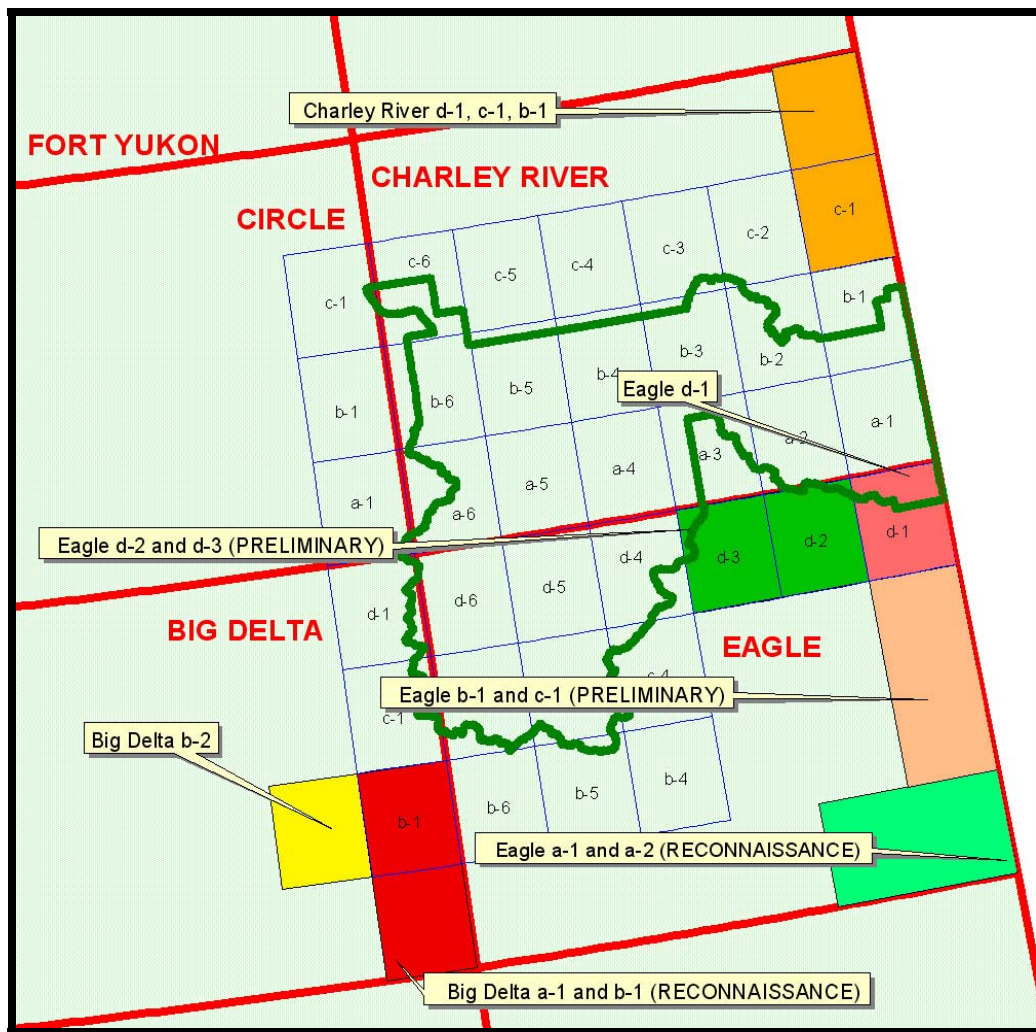 Charley River d-1, c-1, b-1
FORT YUKON
CHARLEY RIVER
CIRCLE
c-1
c-6
c-5
c-4
c-3
c-2
c-1
b-1
b-6
b-5
b-4
b-3
b-2
b-1
Eagle d-1
a-1
a-6
a-5
a-4
a-3
a-2
a-1
Eagle d-2 and d-3 (PRELIMINARY)
d-1
d-6
d-5
d-4
d-3
d-2
d-1
BIG DELTA
EAGLE
c-1
c-4
Eagle b-1 and c-1 (PRELIMINARY)
Big Delta b-2
b-1
b-6
b-5
b-4
Eagle a-1 and a-2 (RECONNAISSANCE)
Big Delta a-1 and b-1 (RECONNAISSANCE)